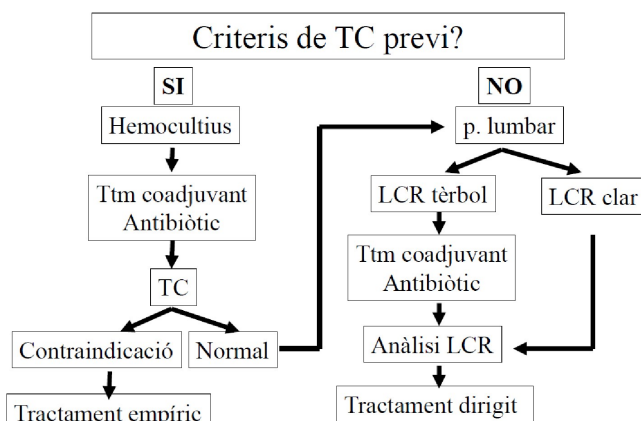 Criteris de TC previ?
SI
Hemocultius
Ttm coadjuvant
Antibiòtic
TC
Contraindicació
Normal
Tractament empíric
NO
p. lumbar
LCR tèrbol
LCR clar
Ttm coadjuvant
Antibiòtic
Anàlisi LCR
Tractament dirigit